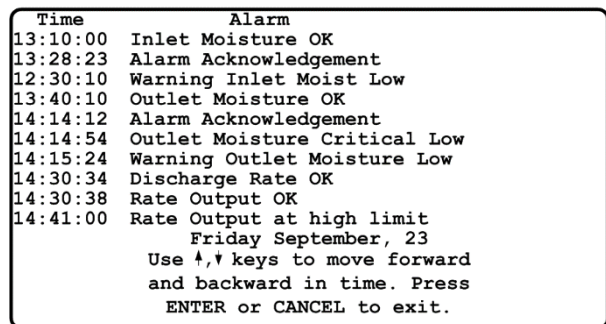 Time Alarm
13:10:00 Inlet Moisture OK
13:28:23 Alarm Acknowledgement
12:30:10 Warning Inlet Moist Low
13:40:10 Outlet Moisture OK
14:14:12 Alarm Acknowledgement
14:14:54 Outlet Moisture Critical Low
14:15:24 Warning Outlet Moisture Low
14:30:34 Discharge Rate OK
14:30:38 Rate Output OK
14:41:00 Rate Output at high limit
Friday September, 23
Use ↑,↓ keys to move forward
and backward in time. Press
ENTER or CANCEL to exit.